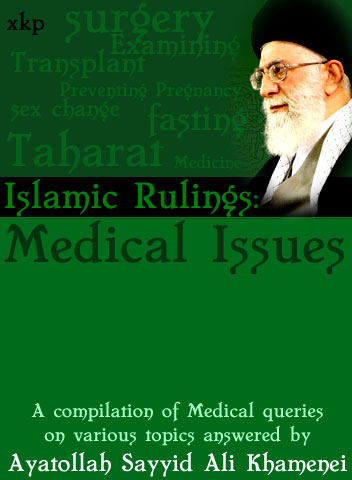 xkp
surgery
Examining
Transplant
Preventing Pregnancy
sex change
fasting
Taharat
Medicine
Islamic Rulings:
Medical Issues
A compilation of Medical queries
on various topics answered by
Ayatollah Sayyid Ali Khamenei